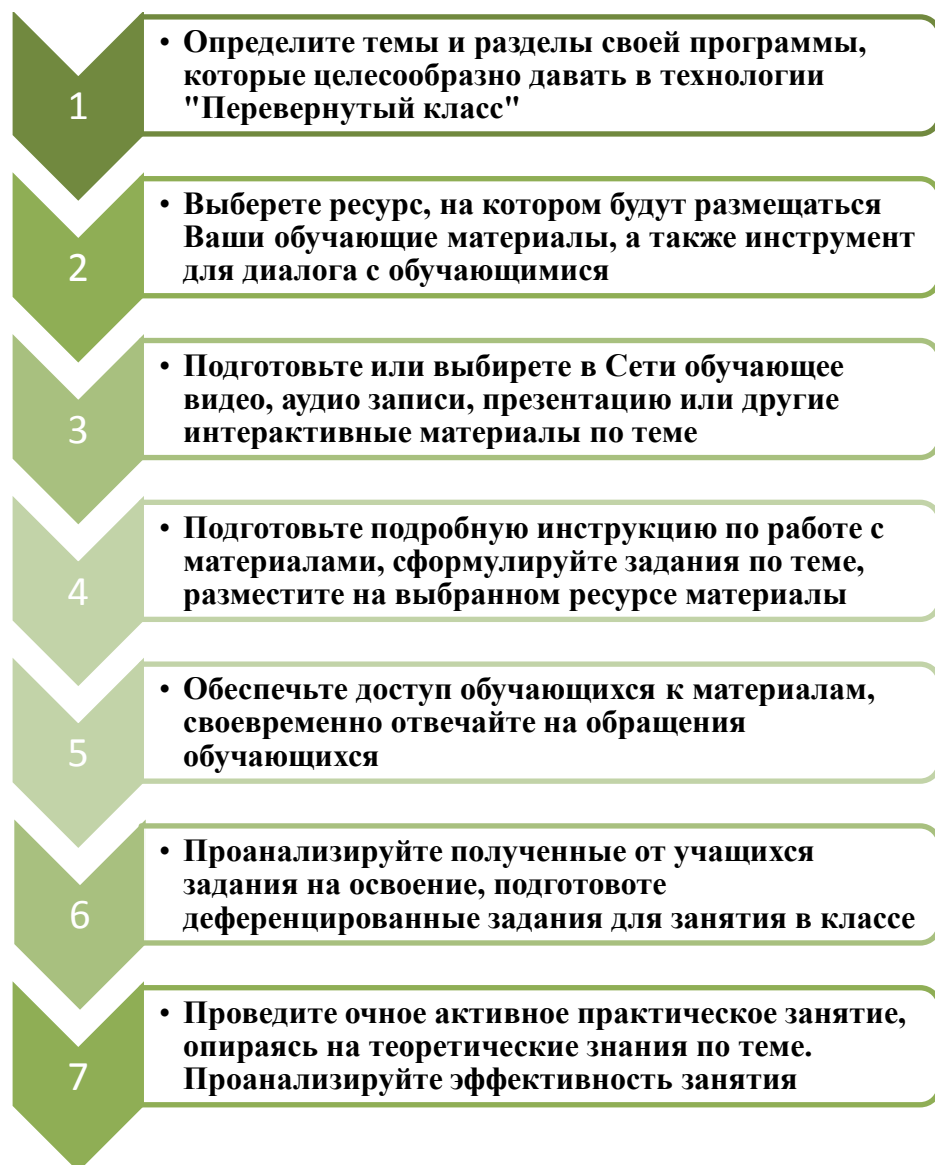 1
• Определите темы и разделы своей программы,
которые целесообразно давать в технологии
"Перевернутый класс"
2
• Выберете ресурс, на котором будут размещаться
Ваши обучающие материалы, а также инструмент
для диалога с обучающимися
3
• Подготовьте или выбирете в Сети обучающее
видео, аудио записи, презентацию или другие
интерактивные материалы по теме
4
• Подготовьте подробную инструкцию по работе с
материалами, сформулируйте задания по теме,
разместите на выбранном ресурсе материалы
5
• Обеспечьте доступ обучающихся к материалам,
своевременно отвечайте на обращения
обучающихся
6
• Проанализируйте полученные от учащихся
задания на освоение, подготовоте
деференцированные задания для занятия в классе
7
• Проведите очное активное практическое занятие,
опираясь на теоретические знания по теме.
Проанализируйте эффективность занятия